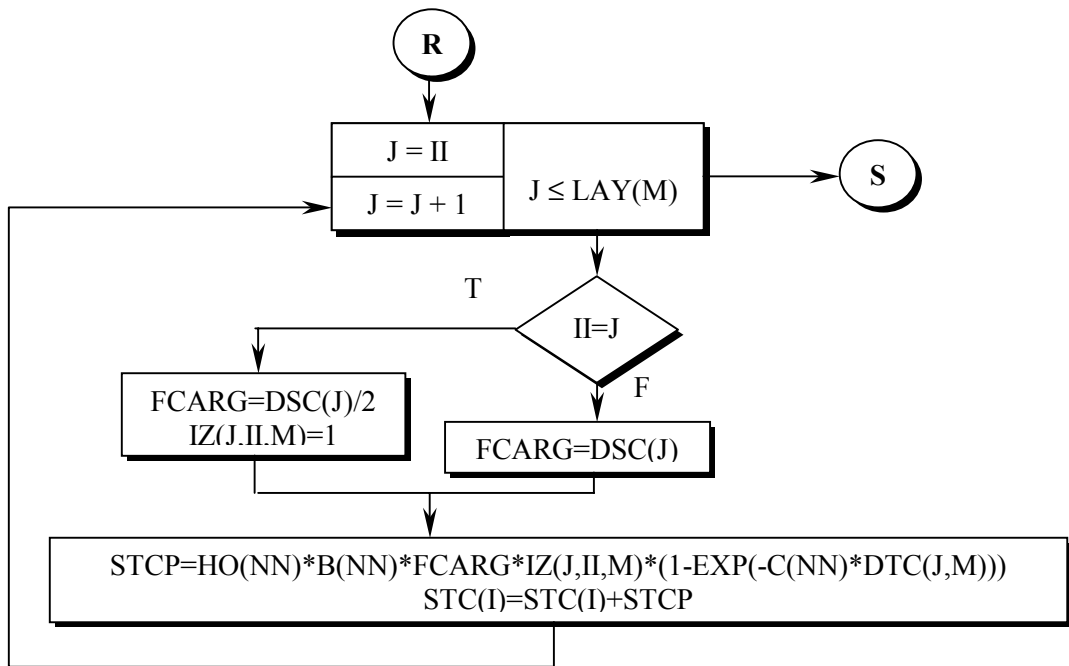 R
J = II
J = J + 1
J ≤ LAY(M)
S
T
II=J
F
FCARG=DSC(J)/2
IZ(J,II,M)=1
FCARG=DSC(J)
STCP=HO(NN)*B(NN)*FCARG*IZ(J,II,M)*(1-EXP(-C(NN)*DTC(J,M)))
STC(I)=STC(I)+STCP